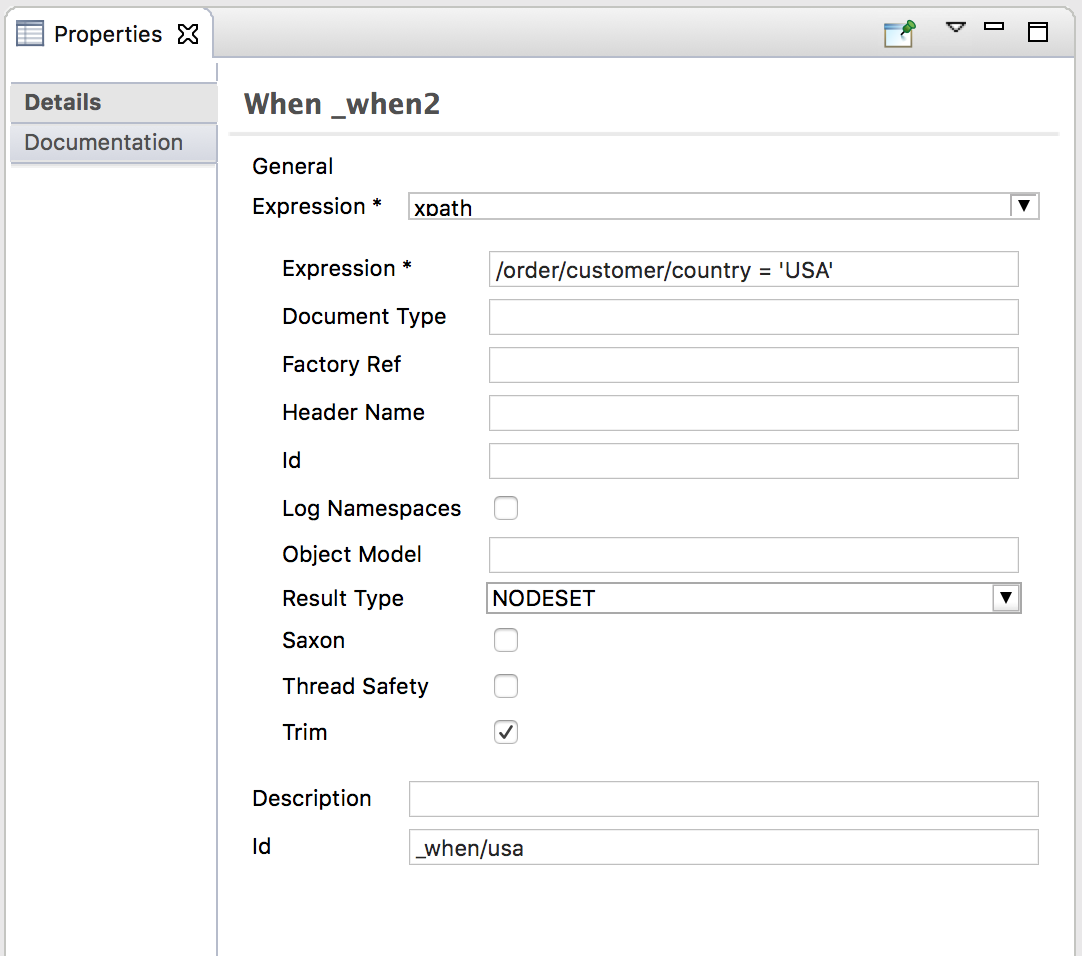 Properties
Details
Documentation
When _when2
General
Expression * xpath
Expression * /order/customer/country = 'USA'
Document Type
Factory Ref
Header Name
Id
Log Namespaces
Object Model
Result Type NODESET
Saxon
Thread Safety
Trim
Description
Id _when/usa